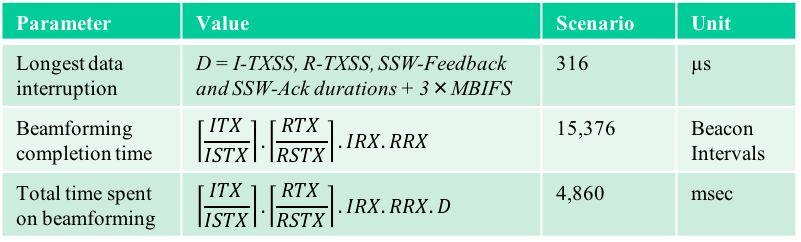 Parameter Value Scenario Unit
Longest data interruption D = I-TXSS, R-TXSS, SSW-Feedback and SSW-Ack durations + 3 × MBIFS 316 μs
Beamforming completion time ⌈ITX/ISTX⌉ . ⌈RTX/RSTX⌉ . IRX. RRX 15,376 Beacon Intervals
Total time spent on beamforming ⌈ITX/ISTX⌉ . ⌈RTX/RSTX⌉ . IRX. RRX. D 4,860 msec